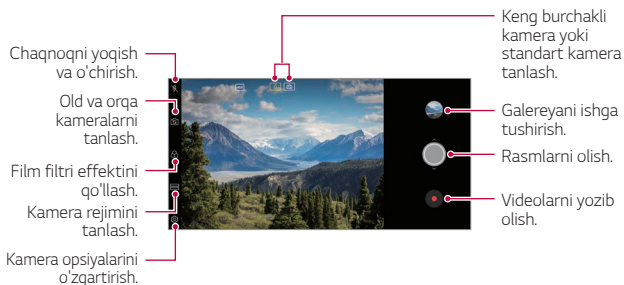 Chaqnoqni yoqish
va o'chirish.
Old va orqa
kameralarni
tanlash.
Film filtri effektini
qo'llash.
Kamera rejimini
tanlash.
Kamera opsiyalarini
o'zgartirish.
Keng burchakli
kamera yoki
standart kamera
tanlash.
Galereyani ishga
tushirish.
Rasmlarni olish.
Videolarni yozib
olish.